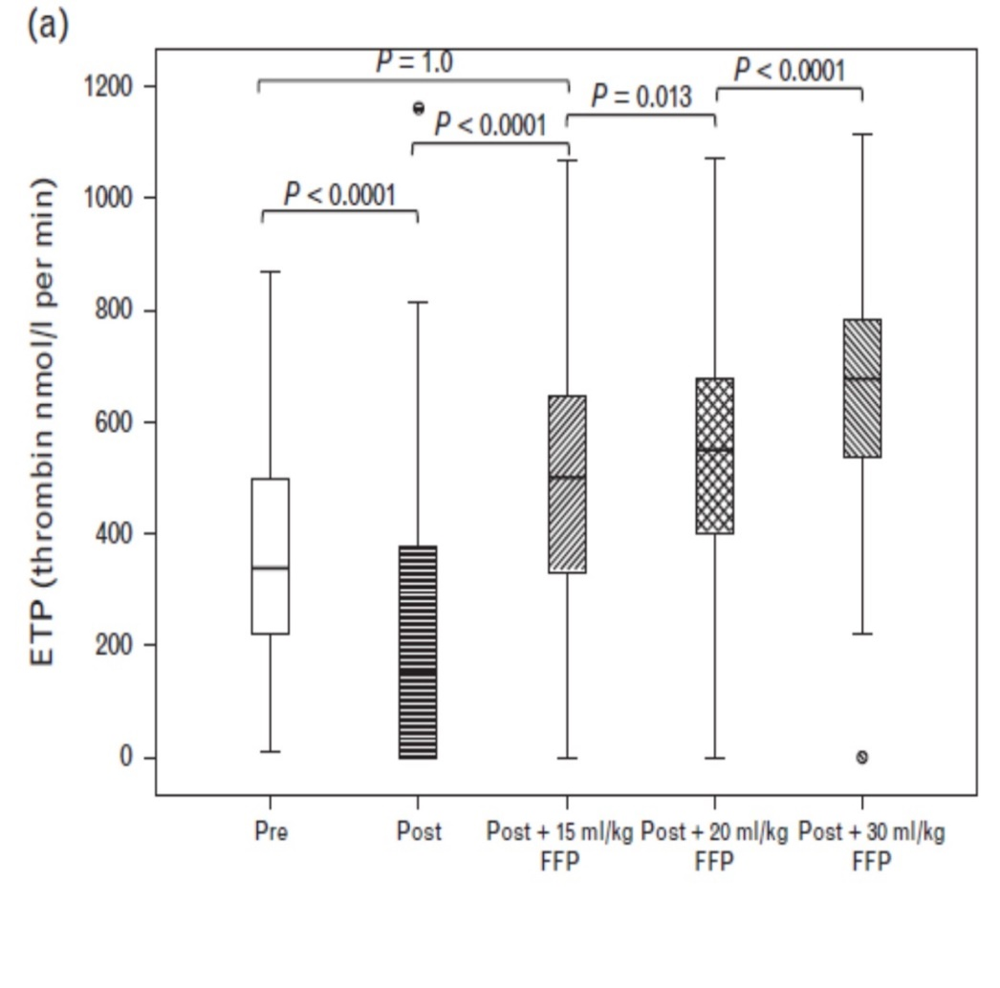 (a)
P = 1.0
P < 0.0001
P = 0.013
P < 0.0001
P < 0.0001
ETP (thrombin nmol/l per min)
1200
1000
800
600
400
200
0
Pre
Post
Post + 15 ml/kg
FFP
Post + 20 ml/kg
FFP
Post + 30 ml/kg
FFP